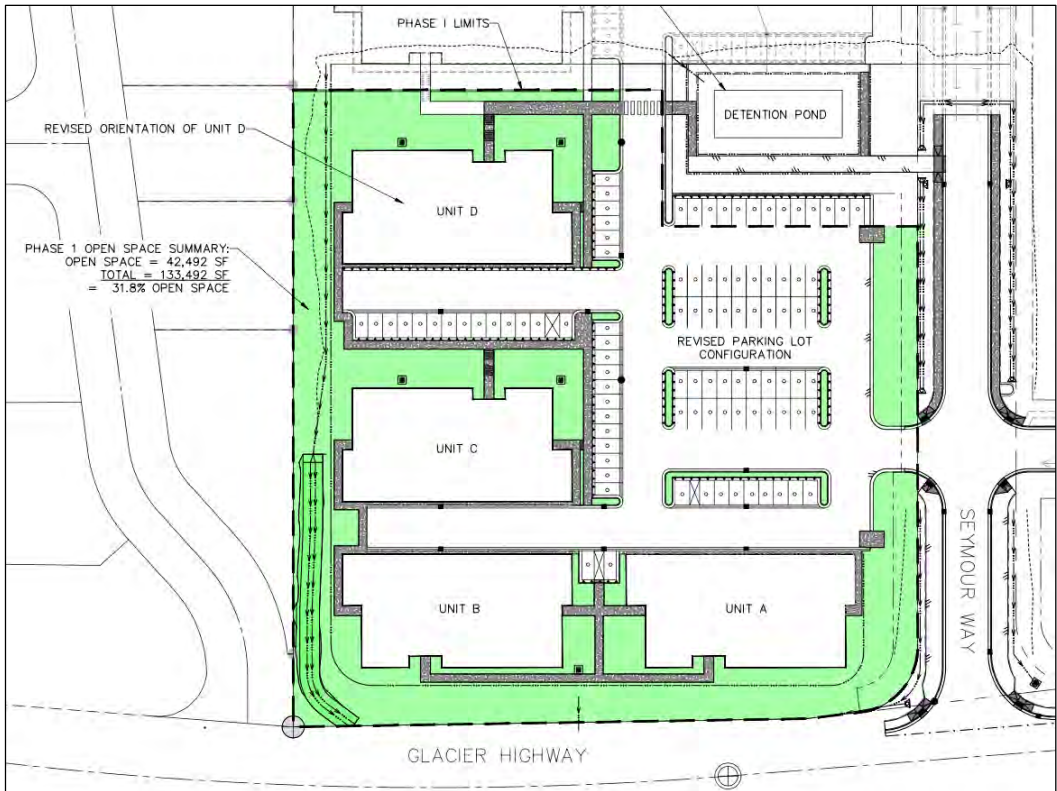 PHASE I LIMITS
DETENTION POND
REVISED ORIENTATION OF UNIT D
UNIT D
PHASE 1 OPEN SPACE SUMMARY:
OPEN SPACE = 42,492 SF
TOTAL = 133,492 SF
= 31.8% OPEN SPACE
REVISED PARKING LOT
CONFIGURATION
UNIT C
SEYMOUR WAY
UNIT B
UNIT A
GLACIER HIGHWAY